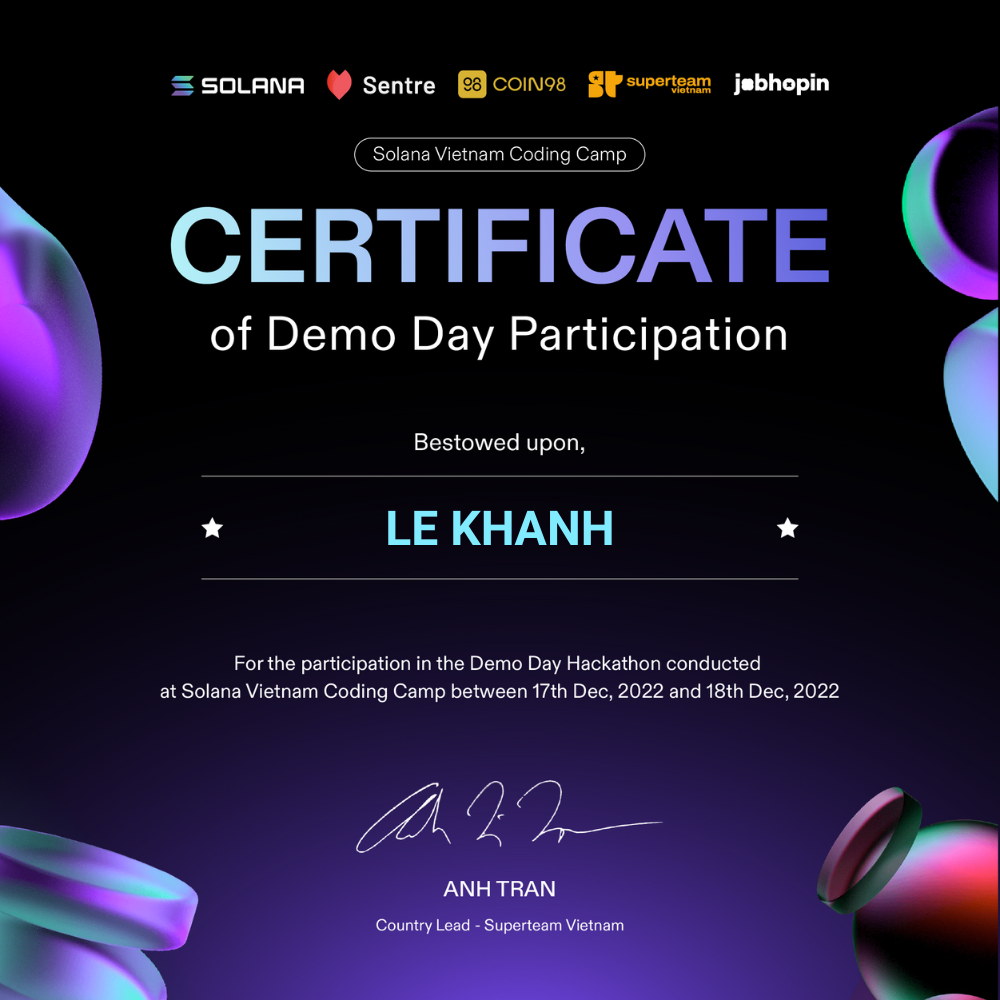 SOLANA Sentre 98 COIN98 superteam vietnam jobhopin
Solana Vietnam Coding Camp
CERTIFICATE
of Demo Day Participation
Bestowed upon,
LE KHANH
For the participation in the Demo Day Hackathon conducted
at Solana Vietnam Coding Camp between 17th Dec, 2022 and 18th Dec, 2022
ANH TRAN
Country Lead - Superteam Vietnam